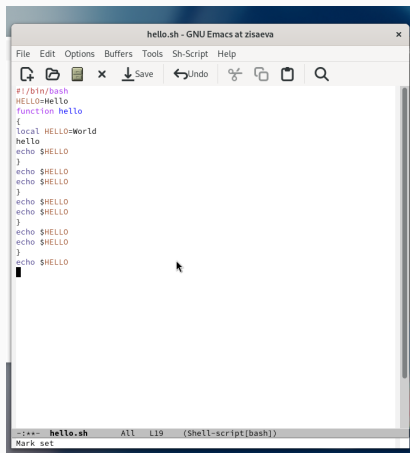 hello.sh - GNU Emacs at zisaeva
File Edit Options Buffers Tools Sh-Script Help
Save Undo
#!/bin/bash
HELLO=Hello
function hello
{
local HELLO=World
hello
echo $HELLO
}
echo $HELLO
echo $HELLO
}
echo $HELLO
echo $HELLO
}
echo $HELLO
echo $HELLO
}
echo $HELLO
-:**- hello.sh All L19 (Shell-script[bash])
Mark set